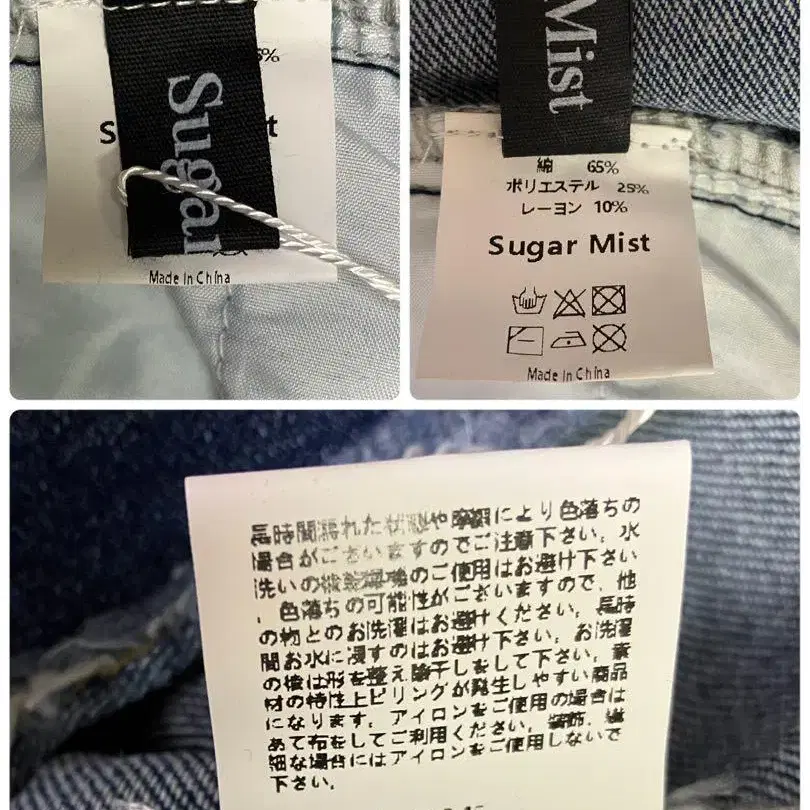 Sugar
%
S
t
Made In China
Mist
綿 65%
ポリエステル 25%
レーヨン 10%
Sugar Mist
Made In China
長時間濡れた状態や摩擦により色落ちの
場合がございますのでご注意下さい。水
洗いの後乾燥機のご使用はお避け下さい
。色落ちの可能性がございますので、他
の物とのお洗濯はお避けください。長時
間お水に浸すのはお避け下さい。お洗濯
の後は形を整え陰干しをして下さい。素
材の特性上ピリングが発生しやすい商品
になります。アイロンをご使用の場合は
あて布をしてご利用ください。装飾、繊
細な場合にはアイロンをご使用しないで
下さい。